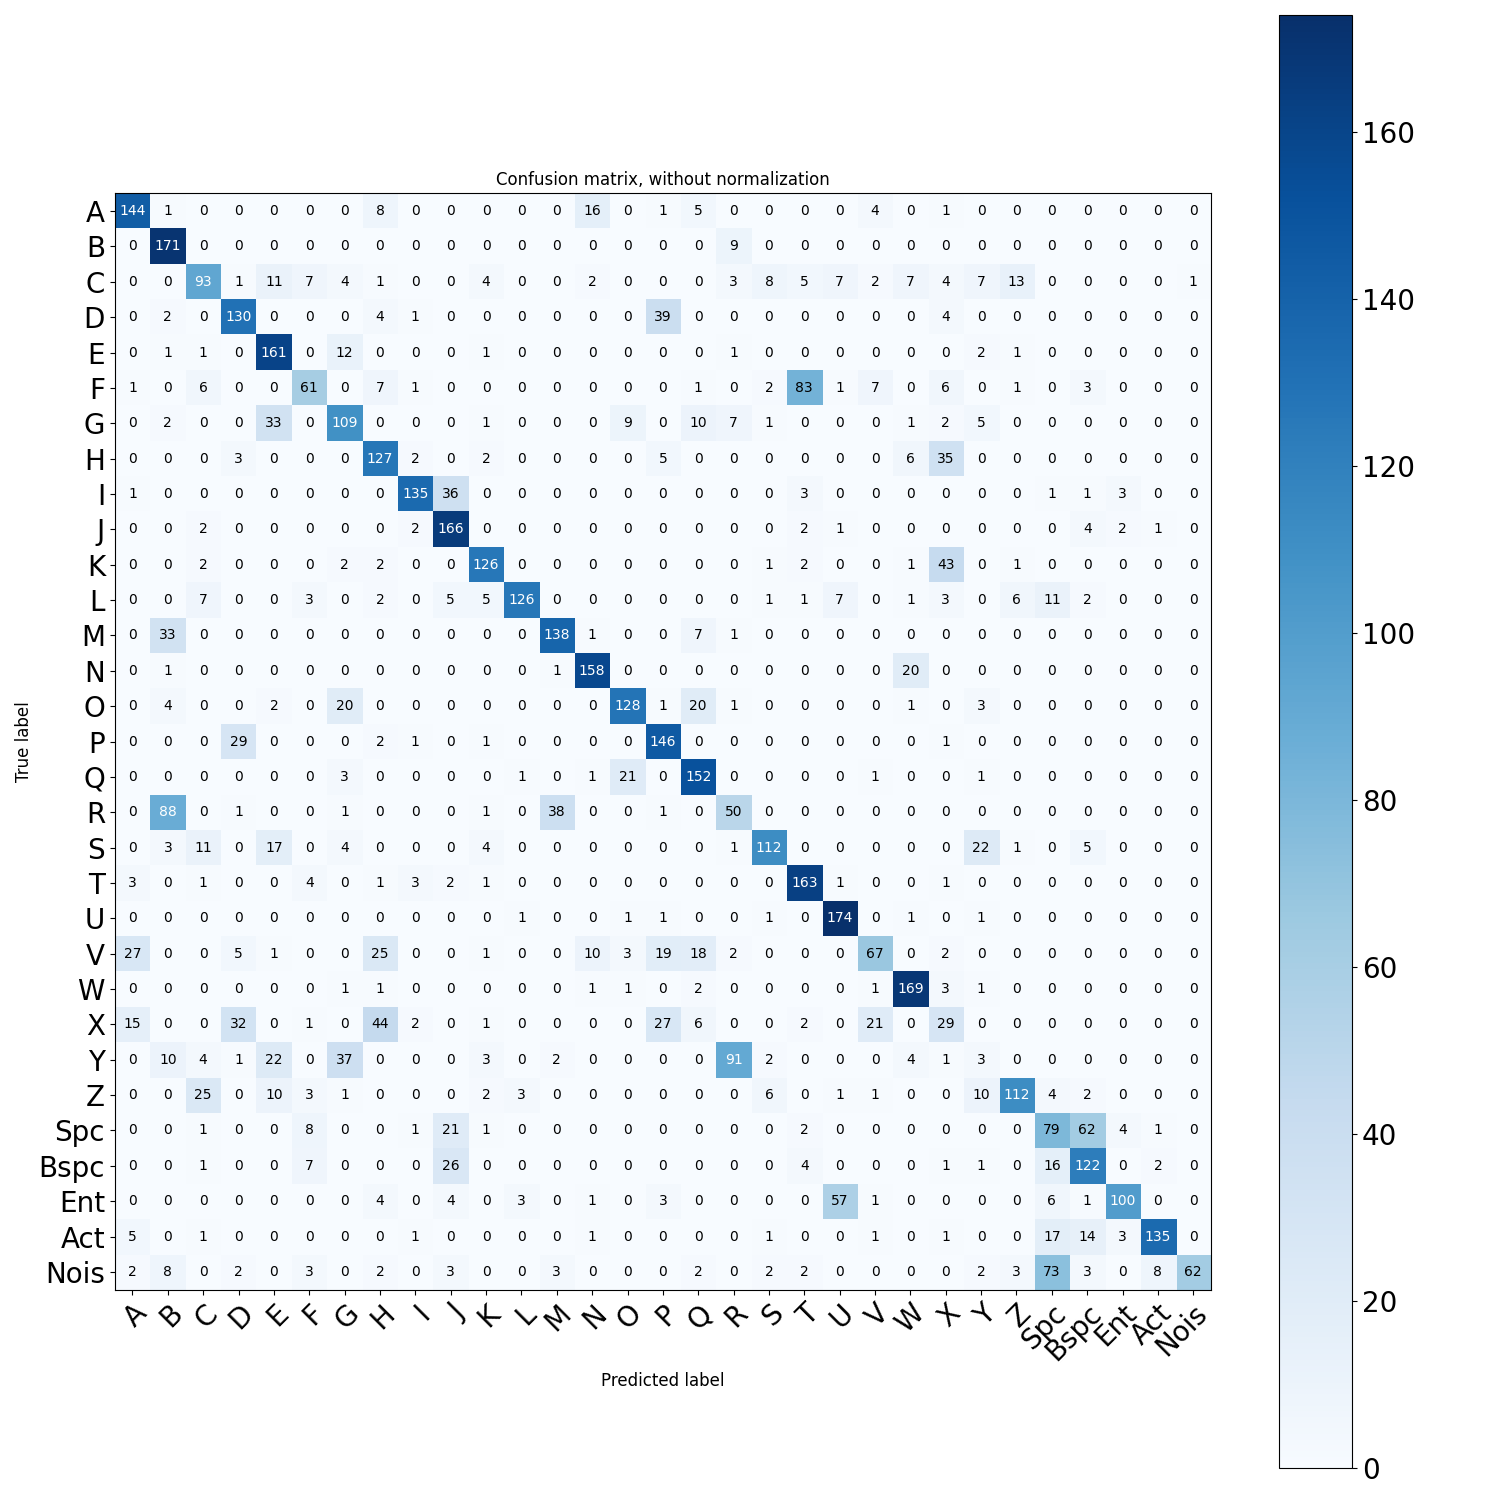 Confusion matrix, without normalization
A 144 1 0 0 0 0 0 8 0 0 0 0 0 16 0 1 5 0 0 0 0 4 0 1 0 0 0 0 0 0 0
B 0 171 0 0 0 0 0 0 0 0 0 0 0 0 0 0 0 9 0 0 0 0 0 0 0 0 0 0 0 0 0
C 0 0 93 1 11 7 4 1 0 0 4 0 0 2 0 0 0 3 8 5 7 2 7 4 7 13 0 0 0 0 1
D 0 2 0 130 0 0 0 4 1 0 0 0 0 0 0 39 0 0 0 0 0 0 0 4 0 0 0 0 0 0 0
E 0 1 1 0 161 0 12 0 0 0 1 0 0 0 0 0 0 1 0 0 0 0 0 0 2 1 0 0 0 0 0
F 1 0 6 0 0 61 0 7 1 0 0 0 0 0 0 0 1 0 2 83 1 7 0 6 0 1 0 3 0 0 0
G 0 2 0 0 33 0 109 0 0 0 1 0 0 0 9 0 10 7 1 0 0 0 1 2 5 0 0 0 0 0 0
H 0 0 0 3 0 0 0 127 2 0 2 0 0 0 0 5 0 0 0 0 0 0 6 35 0 0 0 0 0 0 0
I 1 0 0 0 0 0 0 0 135 36 0 0 0 0 0 0 0 0 0 3 0 0 0 0 0 0 1 1 3 0 0
J 0 0 2 0 0 0 0 0 2 166 0 0 0 0 0 0 0 0 0 2 1 0 0 0 0 0 0 4 2 1 0
K 0 0 2 0 0 0 2 2 0 0 126 0 0 0 0 0 0 0 1 2 0 0 1 43 0 1 0 0 0 0 0
L 0 0 7 0 0 3 0 2 0 5 5 126 0 0 0 0 0 0 1 1 7 0 1 3 0 6 11 2 0 0 0
M 0 33 0 0 0 0 0 0 0 0 0 0 138 1 0 0 7 1 0 0 0 0 0 0 0 0 0 0 0 0 0
N 0 1 0 0 0 0 0 0 0 0 0 0 1 158 0 0 0 0 0 0 0 0 20 0 0 0 0 0 0 0 0
O 0 4 0 0 2 0 20 0 0 0 0 0 0 0 128 1 20 1 0 0 0 0 1 0 3 0 0 0 0 0 0
P 0 0 0 29 0 0 0 2 1 0 1 0 0 0 0 146 0 0 0 0 0 0 0 1 0 0 0 0 0 0 0
Q 0 0 0 0 0 0 3 0 0 0 0 1 0 1 21 0 152 0 0 0 0 1 0 0 1 0 0 0 0 0 0
R 0 88 0 1 0 0 1 0 0 0 1 0 38 0 0 1 0 50 0 0 0 0 0 0 0 0 0 0 0 0 0
S 0 3 11 0 17 0 4 0 0 0 4 0 0 0 0 0 0 1 112 0 0 0 0 0 22 1 0 5 0 0 0
T 3 0 1 0 0 4 0 1 3 2 1 0 0 0 0 0 0 0 0 163 1 0 0 1 0 0 0 0 0 0 0
U 0 0 0 0 0 0 0 0 0 0 0 1 0 0 1 1 0 0 1 0 174 0 1 0 1 0 0 0 0 0 0
V 27 0 0 5 1 0 0 25 0 0 1 0 0 10 3 19 18 2 0 0 0 67 0 2 0 0 0 0 0 0 0
W 0 0 0 0 0 0 1 1 0 0 0 0 0 1 1 0 2 0 0 0 0 1 169 3 1 0 0 0 0 0 0
X 15 0 0 32 0 1 0 44 2 0 1 0 0 0 0 27 6 0 0 2 0 21 0 29 0 0 0 0 0 0 0
Y 0 10 4 1 22 0 37 0 0 0 3 0 2 0 0 0 0 91 2 0 0 0 4 1 3 0 0 0 0 0 0
Z 0 0 25 0 10 3 1 0 0 0 2 3 0 0 0 0 0 0 6 0 1 1 0 0 10 112 4 2 0 0 0
Spc 0 0 1 0 0 8 0 0 1 21 1 0 0 0 0 0 0 0 0 2 0 0 0 0 0 0 79 62 4 1 0
Bspc 0 0 1 0 0 7 0 0 0 26 0 0 0 0 0 0 0 0 0 4 0 0 0 1 1 0 16 122 0 2 0
Ent 0 0 0 0 0 0 0 4 0 4 0 3 0 1 0 3 0 0 0 0 57 1 0 0 0 0 6 1 100 0 0
Act 5 0 1 0 0 0 0 0 1 0 0 0 0 1 0 0 0 0 1 0 0 1 0 1 0 0 17 14 3 135 0
Nois 2 8 0 2 0 3 0 2 0 3 0 0 3 0 0 0 2 0 2 2 0 0 0 0 2 3 73 3 0 8 62
A B C D E F G H I J K L M N O P Q R S T U V W X Y Z Spc Bspc Ent Act Nois
True label
Predicted label
160
140
120
100
80
60
40
20
0